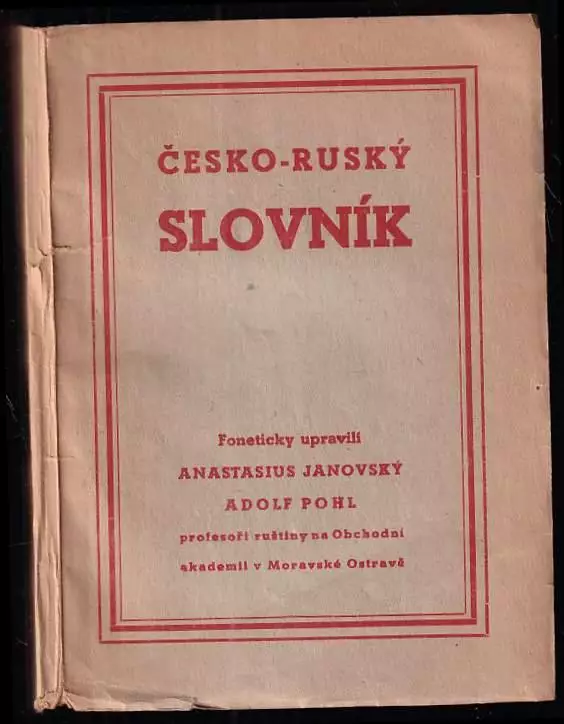 ČESKO-RUSKÝ
SLOVNÍK
Foneticky upravili
ANASTASIUS JANOVSKÝ
ADOLF POHL
profesoři ruštiny na Obchodní
akademii v Moravské Ostravě